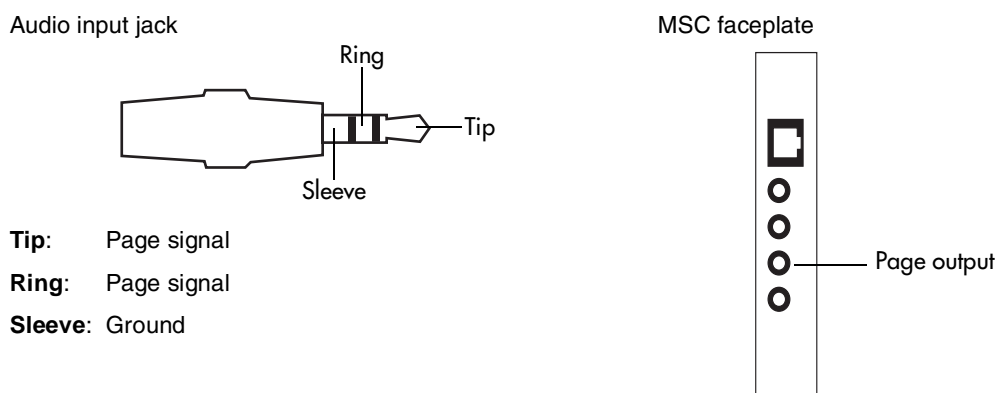 Audio input jack
MSC faceplate
Ring
Tip
Sleeve
Page output
Tip: Page signal
Ring: Page signal
Sleeve: Ground